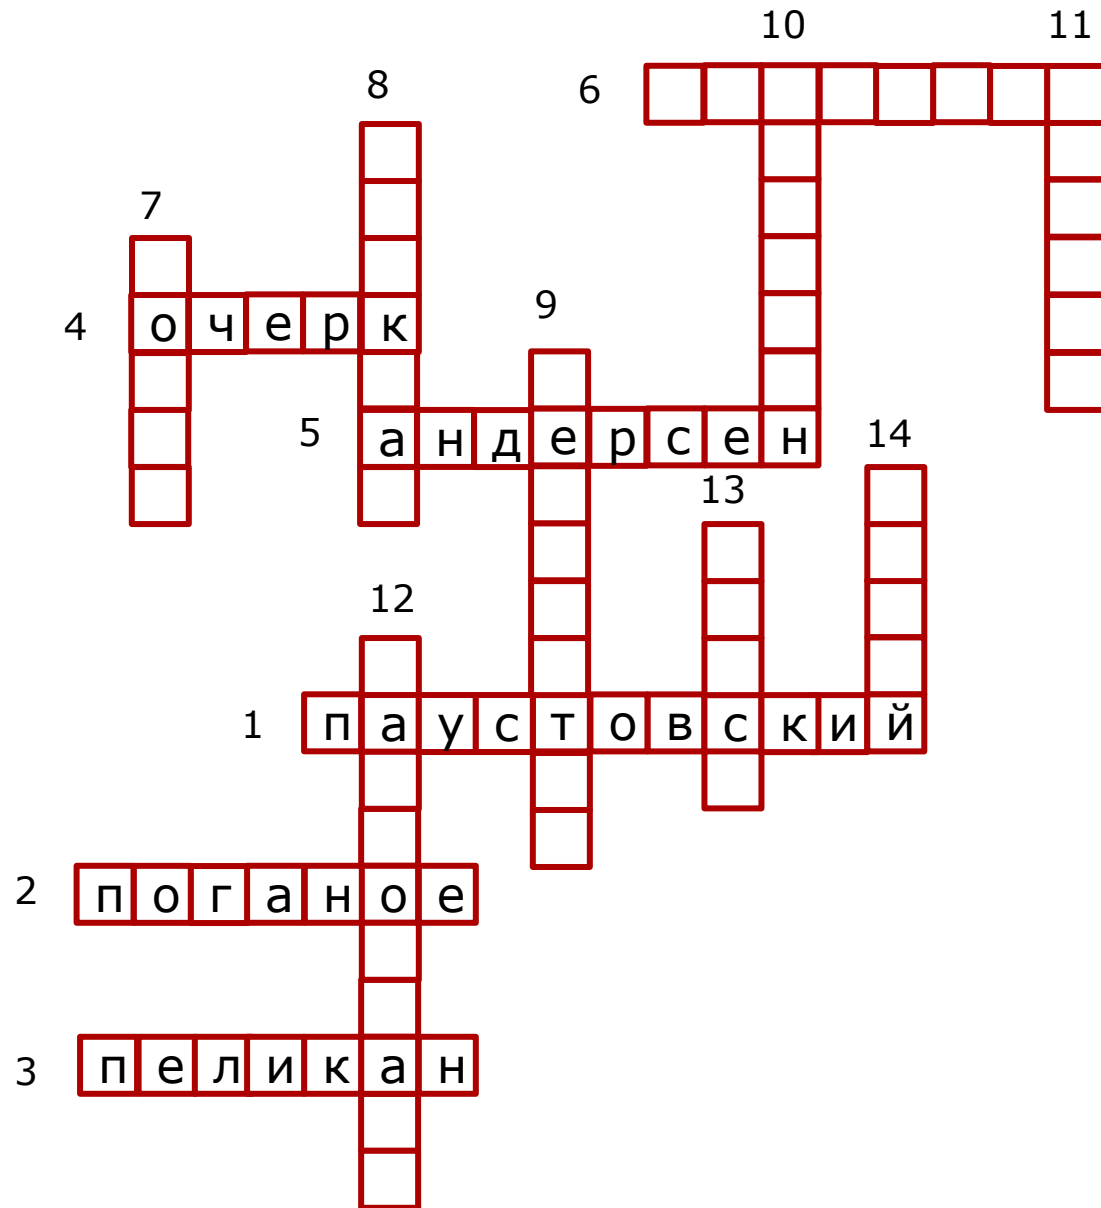 10 11
8
6
7
9
4 очерк
5 андерсен 14
13
12
1 паустовский
2 поганое
3 пеликан